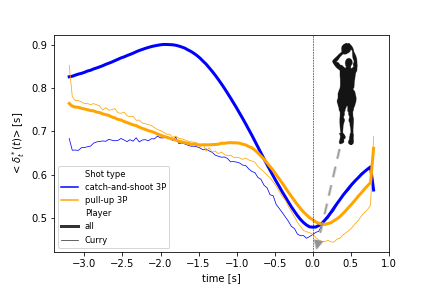 0.9
0.8
0.7
0.6
0.5
< δ*ₜ(t) > [s]
Shot type
catch-and-shoot 3P
pull-up 3P
Player
all
Curry
−3.0 −2.5 −2.0 −1.5 −1.0 −0.5 0.0 0.5 1.0
time [s]